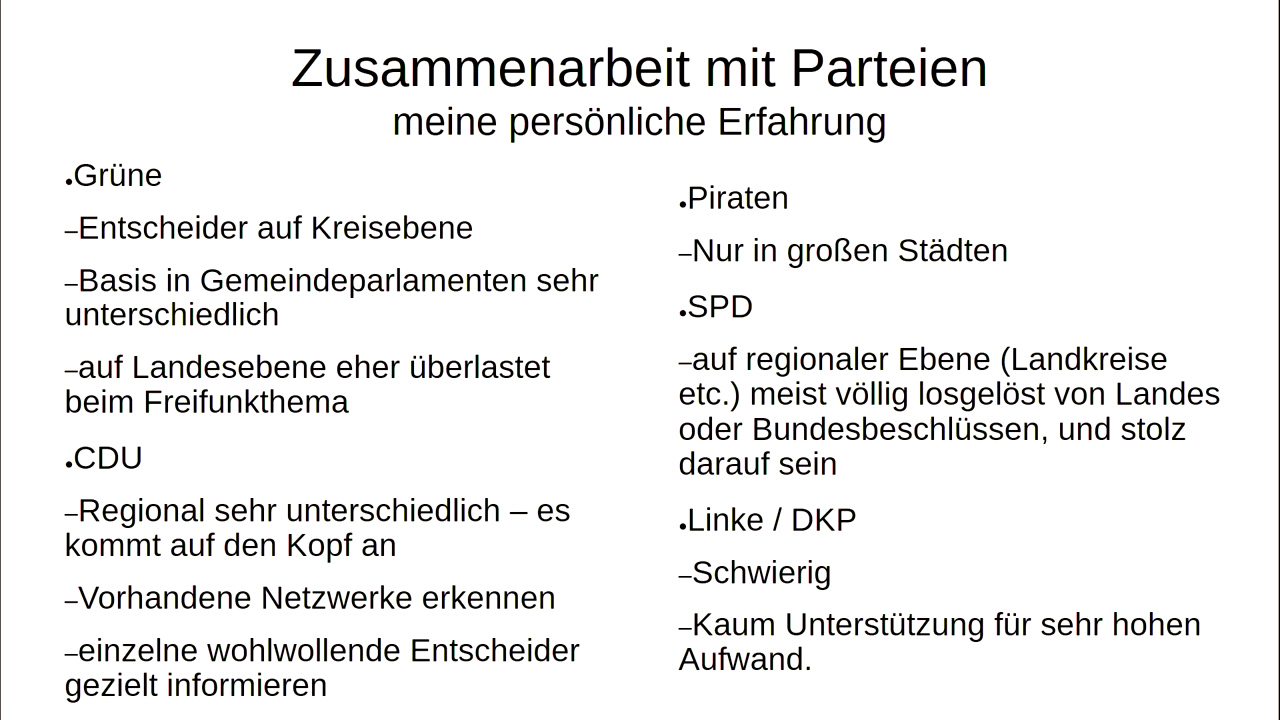 Zusammenarbeit mit Parteien
meine persönliche Erfahrung
•Grüne
–Entscheider auf Kreisebene
–Basis in Gemeindeparlamenten sehr
unterschiedlich
–auf Landesebene eher überlastet
beim Freifunkthema
•CDU
–Regional sehr unterschiedlich – es
kommt auf den Kopf an
–Vorhandene Netzwerke erkennen
–einzelne wohlwollende Entscheider
gezielt informieren
•Piraten
–Nur in großen Städten
•SPD
–auf regionaler Ebene (Landkreise
etc.) meist völlig losgelöst von Landes
oder Bundesbeschlüssen, und stolz
darauf sein
•Linke / DKP
–Schwierig
–Kaum Unterstützung für sehr hohen
Aufwand.